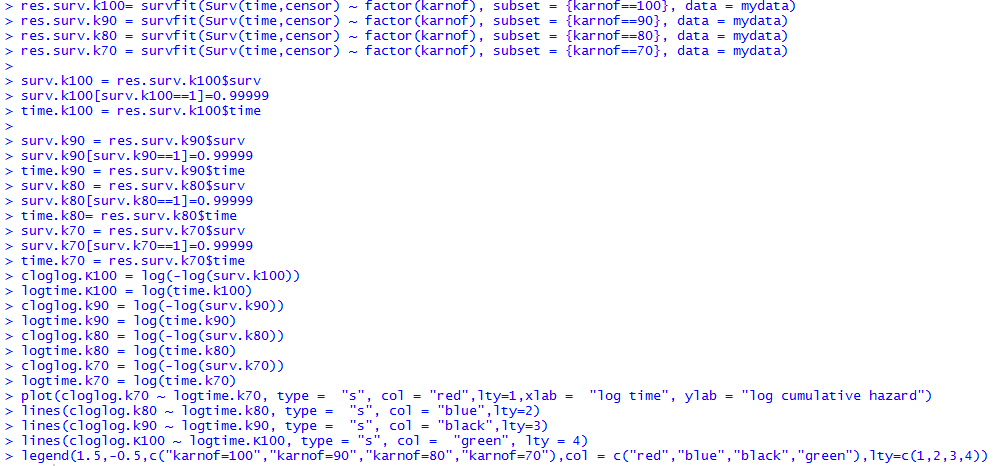 > res.surv.k100= survfit(Surv(time,censor) ~ factor(karnof), subset = {karnof==100}, data = mydata)
> res.surv.k90 = survfit(Surv(time,censor) ~ factor(karnof), subset = {karnof==90}, data = mydata)
> res.surv.k80 = survfit(Surv(time,censor) ~ factor(karnof), subset = {karnof==80}, data = mydata)
> res.surv.k70 = survfit(Surv(time,censor) ~ factor(karnof), subset = {karnof==70}, data = mydata)
>
> surv.k100 = res.surv.k100$surv
> surv.k100[surv.k100==1]=0.99999
> time.k100 = res.surv.k100$time
>
> surv.k90 = res.surv.k90$surv
> surv.k90[surv.k90==1]=0.99999
> time.k90 = res.surv.k90$time
> surv.k80 = res.surv.k80$surv
> surv.k80[surv.k80==1]=0.99999
> time.k80= res.surv.k80$time
> surv.k70 = res.surv.k70$surv
> surv.k70[surv.k70==1]=0.99999
> time.k70 = res.surv.k70$time
> cloglog.K100 = log(-log(surv.k100))
> logtime.K100 = log(time.k100)
> cloglog.k90 = log(-log(surv.k90))
> logtime.k90 = log(time.k90)
> cloglog.k80 = log(-log(surv.k80))
> logtime.k80 = log(time.k80)
> cloglog.k70 = log(-log(surv.k70))
> logtime.k70 = log(time.k70)
> plot(cloglog.k70 ~ logtime.k70, type =  "s", col = "red",lty=1,xlab =  "log time", ylab = "log cumulative hazard")
> lines(cloglog.k80 ~ logtime.k80, type =  "s", col = "blue",lty=2)
> lines(cloglog.k90 ~ logtime.k90, type =  "s", col = "black",lty=3)
> lines(cloglog.K100 ~ logtime.K100, type = "s", col =  "green", lty = 4)
> legend(1.5,-0.5,c("karnof=100","karnof=90","karnof=80","karnof=70"),col = c("red","blue","black","green"),lty=c(1,2,3,4))